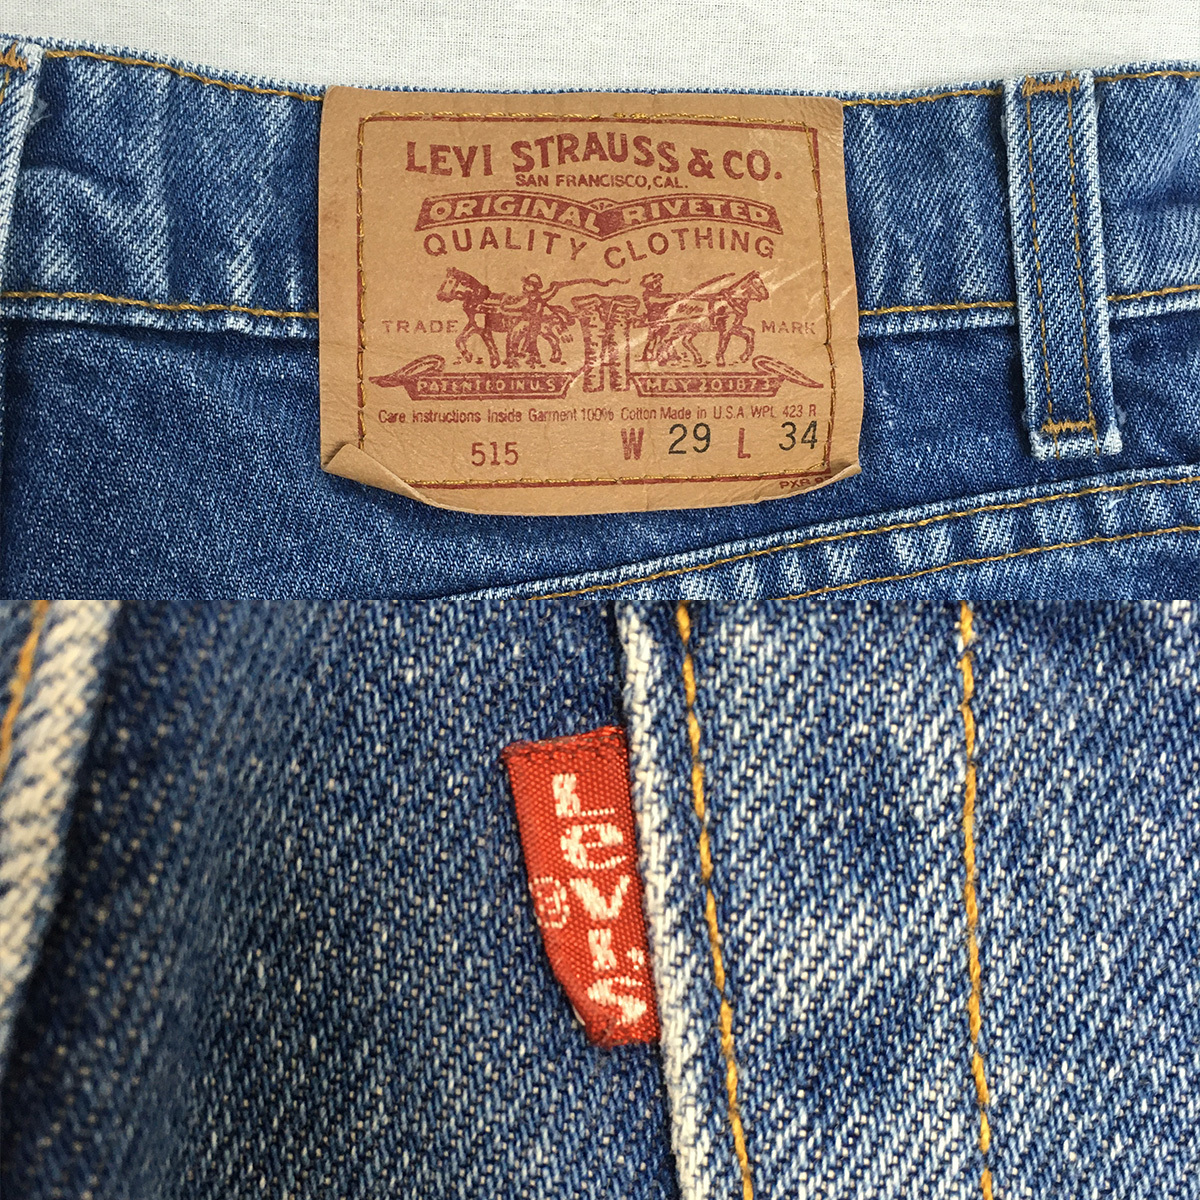 LEVI STRAUSS & CO.
SAN FRANCISCO, CAL.
ORIGINAL RIVETED
QUALITY CLOTHING
TRADE MARK
PATENTED IN U.S MAY 20 1873
Care Instructions Inside Garment 100% Cotton Made in U.S.A WPL 423 R
515 W 29 L 34
LEVI'S
®